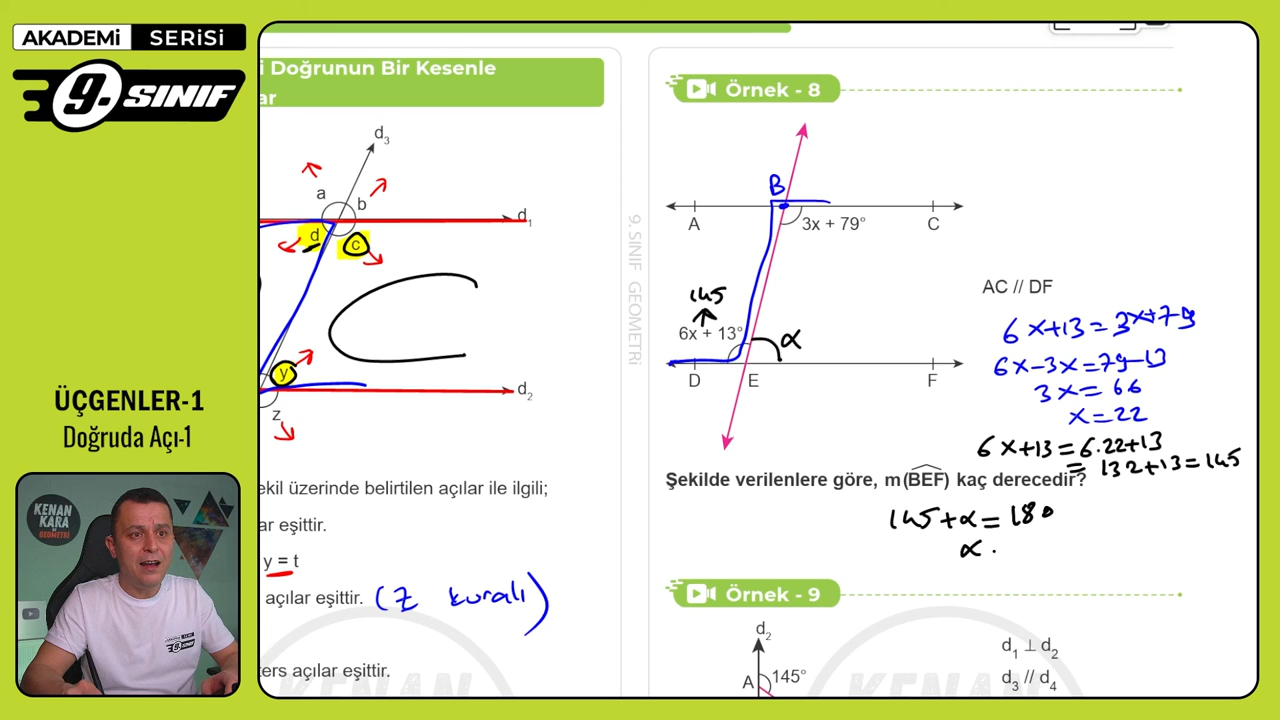 AKADEMİ SERİSİ
9. SINIF
ÜÇGENLER-1
Doğruda Açı-1
KENAN
KARA
GEOMETRİ
9. SINIF
i Doğrunun Bir Kesenle
ar
d3
a
b
d1
d
c
y
d2
z
ekil üzerinde belirtilen açılar ile ilgili;
ar eşittir.
y = t
açılar eşittir. (Z kuralı)
ters açılar eşittir.
KENAN
9. SINIF GEOMETRİ
Örnek - 8
B
A
3x + 79°
C
145
6x + 13°
α
D
E
F
AC // DF
6x+13=3x+79
6x-3x=79-13
3x=66
x=22
6x+13=6.22+13
=132+13=145
Şekilde verilenlere göre, m(BEF) kaç derecedir?
145+α=180
α
Örnek - 9
d2
A
145°
d1 ⊥ d2
d3 // d4
KENAN